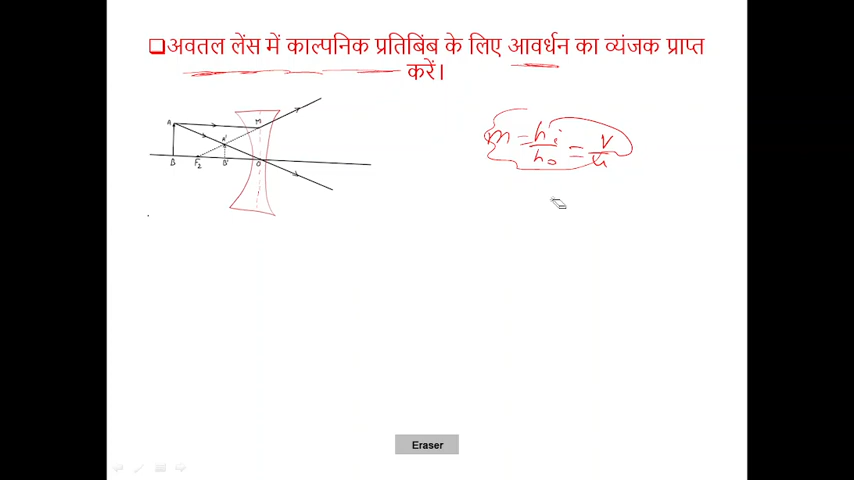 ❑अवतल लेंस में काल्पनिक प्रतिबिंब के लिए आवर्धन का व्यंजक प्राप्त
करें।
A M A'
B F2 B' O
m = hi/ho = v/u
Eraser